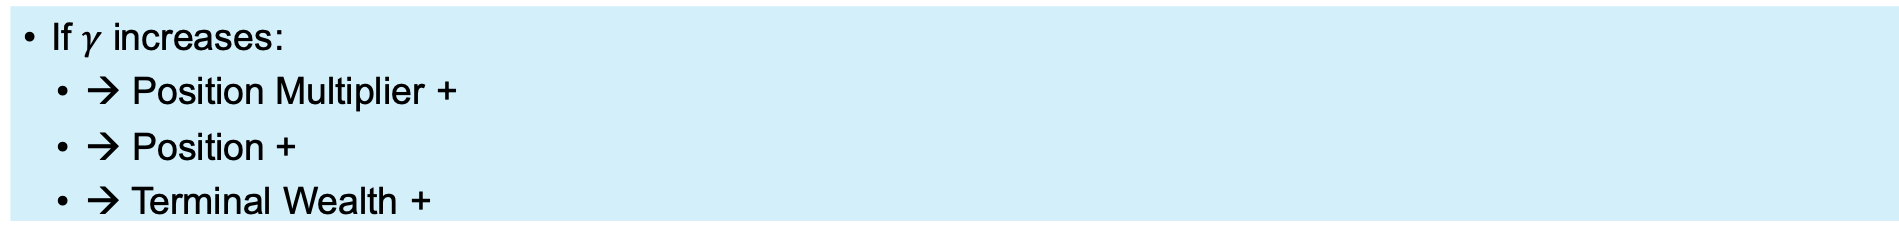 • If γ increases:
• → Position Multiplier +
• → Position +
• → Terminal Wealth +